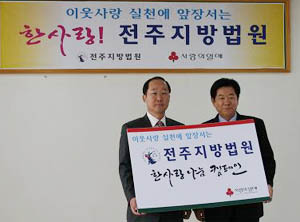 이웃사랑 실천에 앞장서는
한사랑! 전주지방법원
전주지방법원 사랑의열매
이웃사랑 실천에 앞장서는
전주지방법원
한사랑 나눔 캠페인
사랑의열매